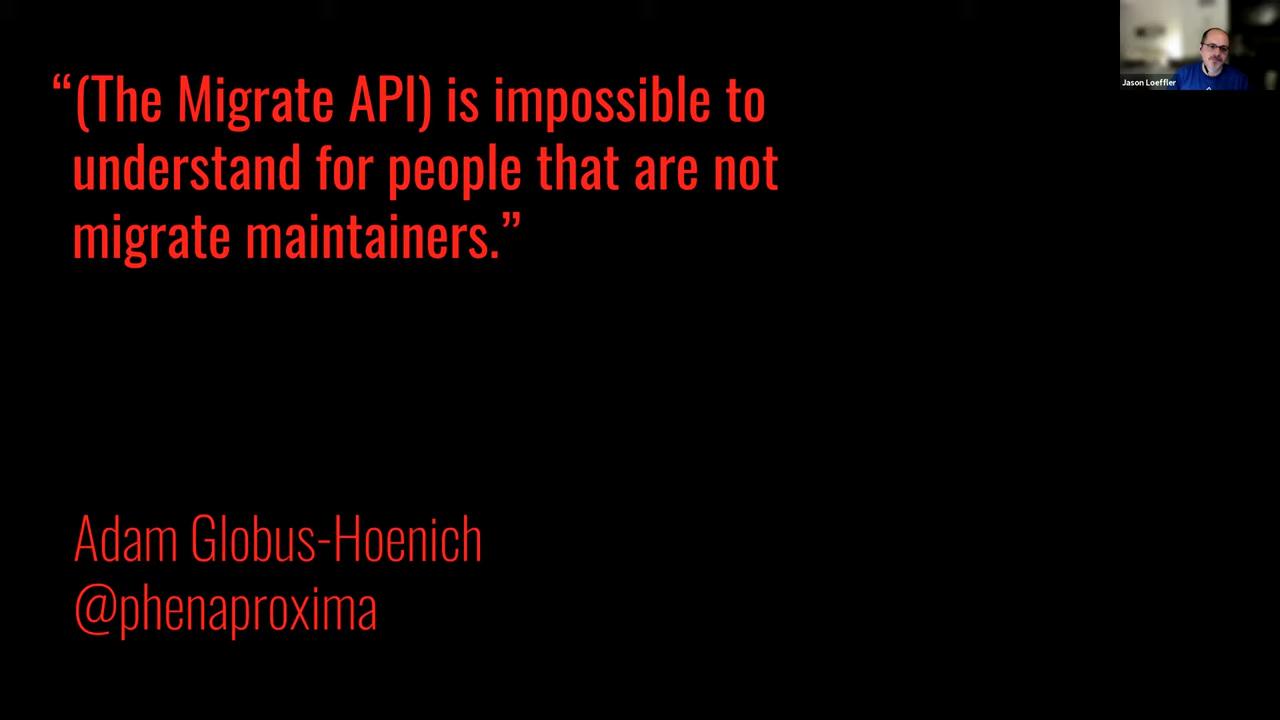 “(The Migrate API) is impossible to
understand for people that are not
migrate maintainers.”
Adam Globus-Hoenich
@phenaproxima
Jason Loeffler